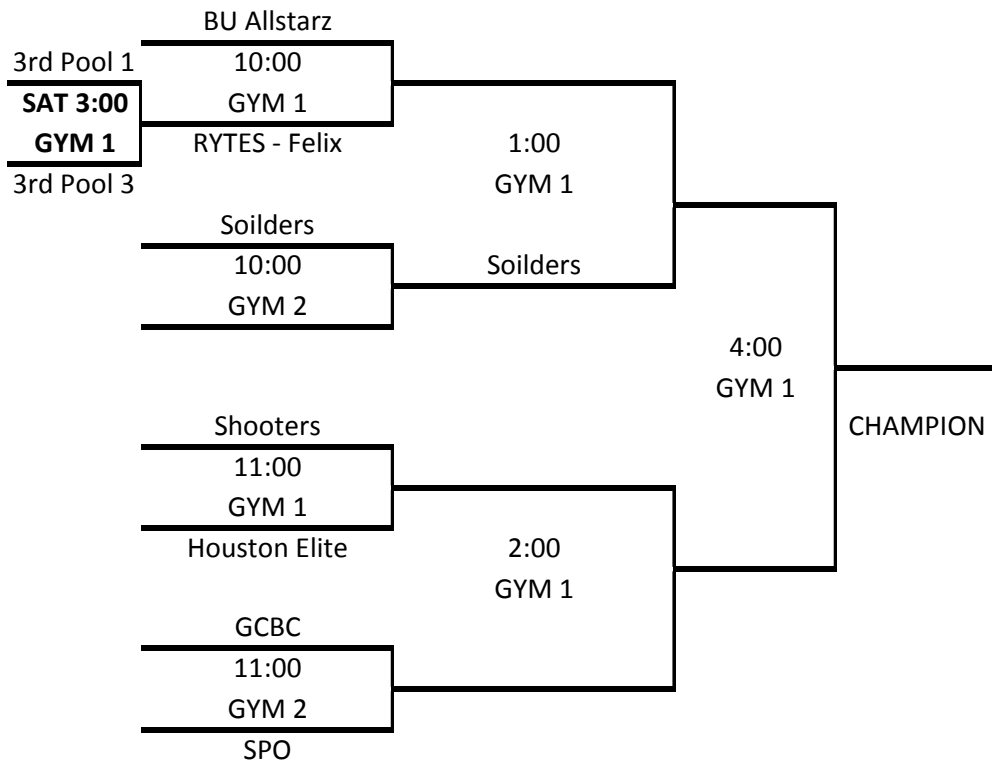 BU Allstarz
3rd Pool 1
10:00
SAT 3:00
GYM 1
GYM 1
RYTES - Felix
3rd Pool 3
1:00
GYM 1
Soilders
10:00
GYM 2
Soilders
4:00
GYM 1
CHAMPION
Shooters
11:00
GYM 1
Houston Elite
2:00
GYM 1
GCBC
11:00
GYM 2
SPO